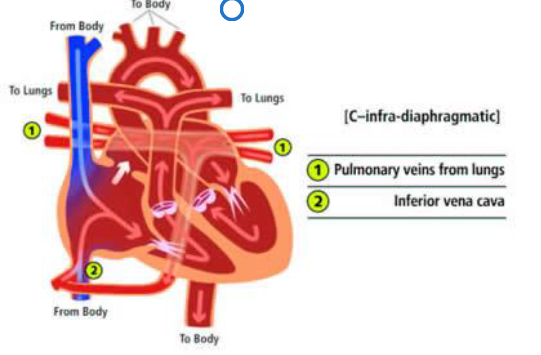 To Body
From Body
To Lungs
To Lungs
[C–infra-diaphragmatic]
1
1
1 Pulmonary veins from lungs
2 Inferior vena cava
2
From Body
To Body